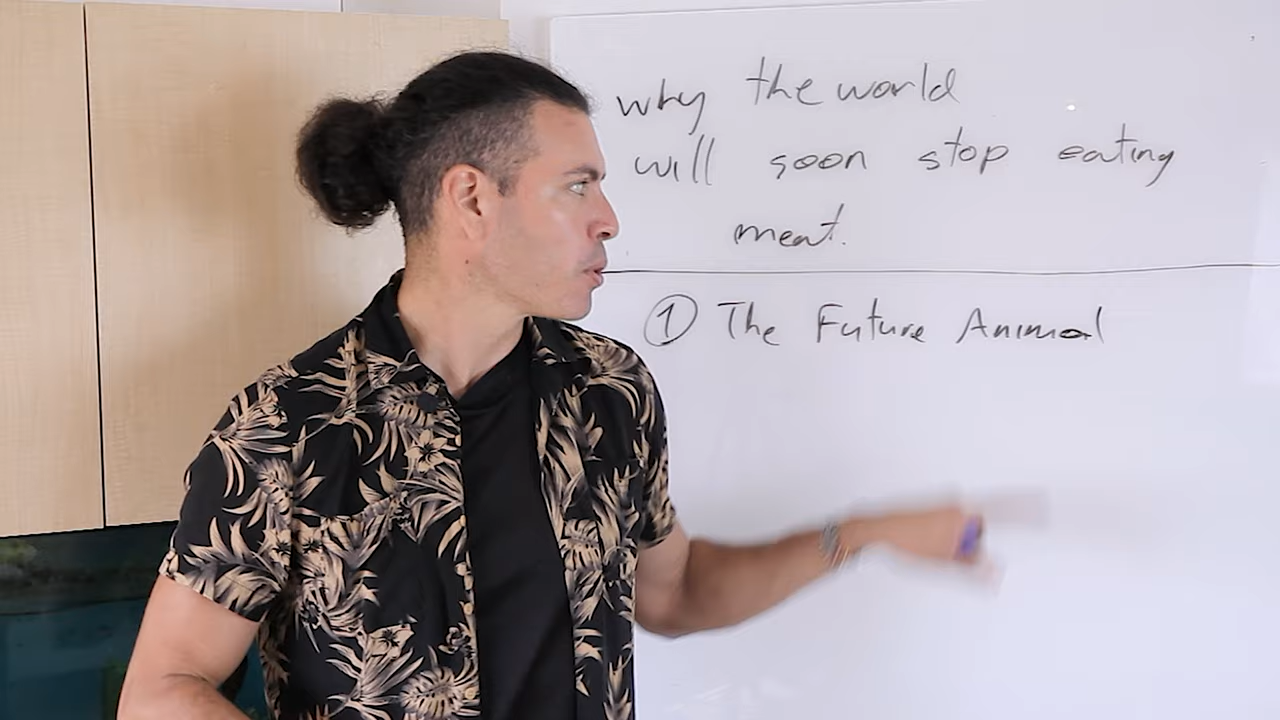 why the world
will soon stop eating
meat.
① The Future Animal